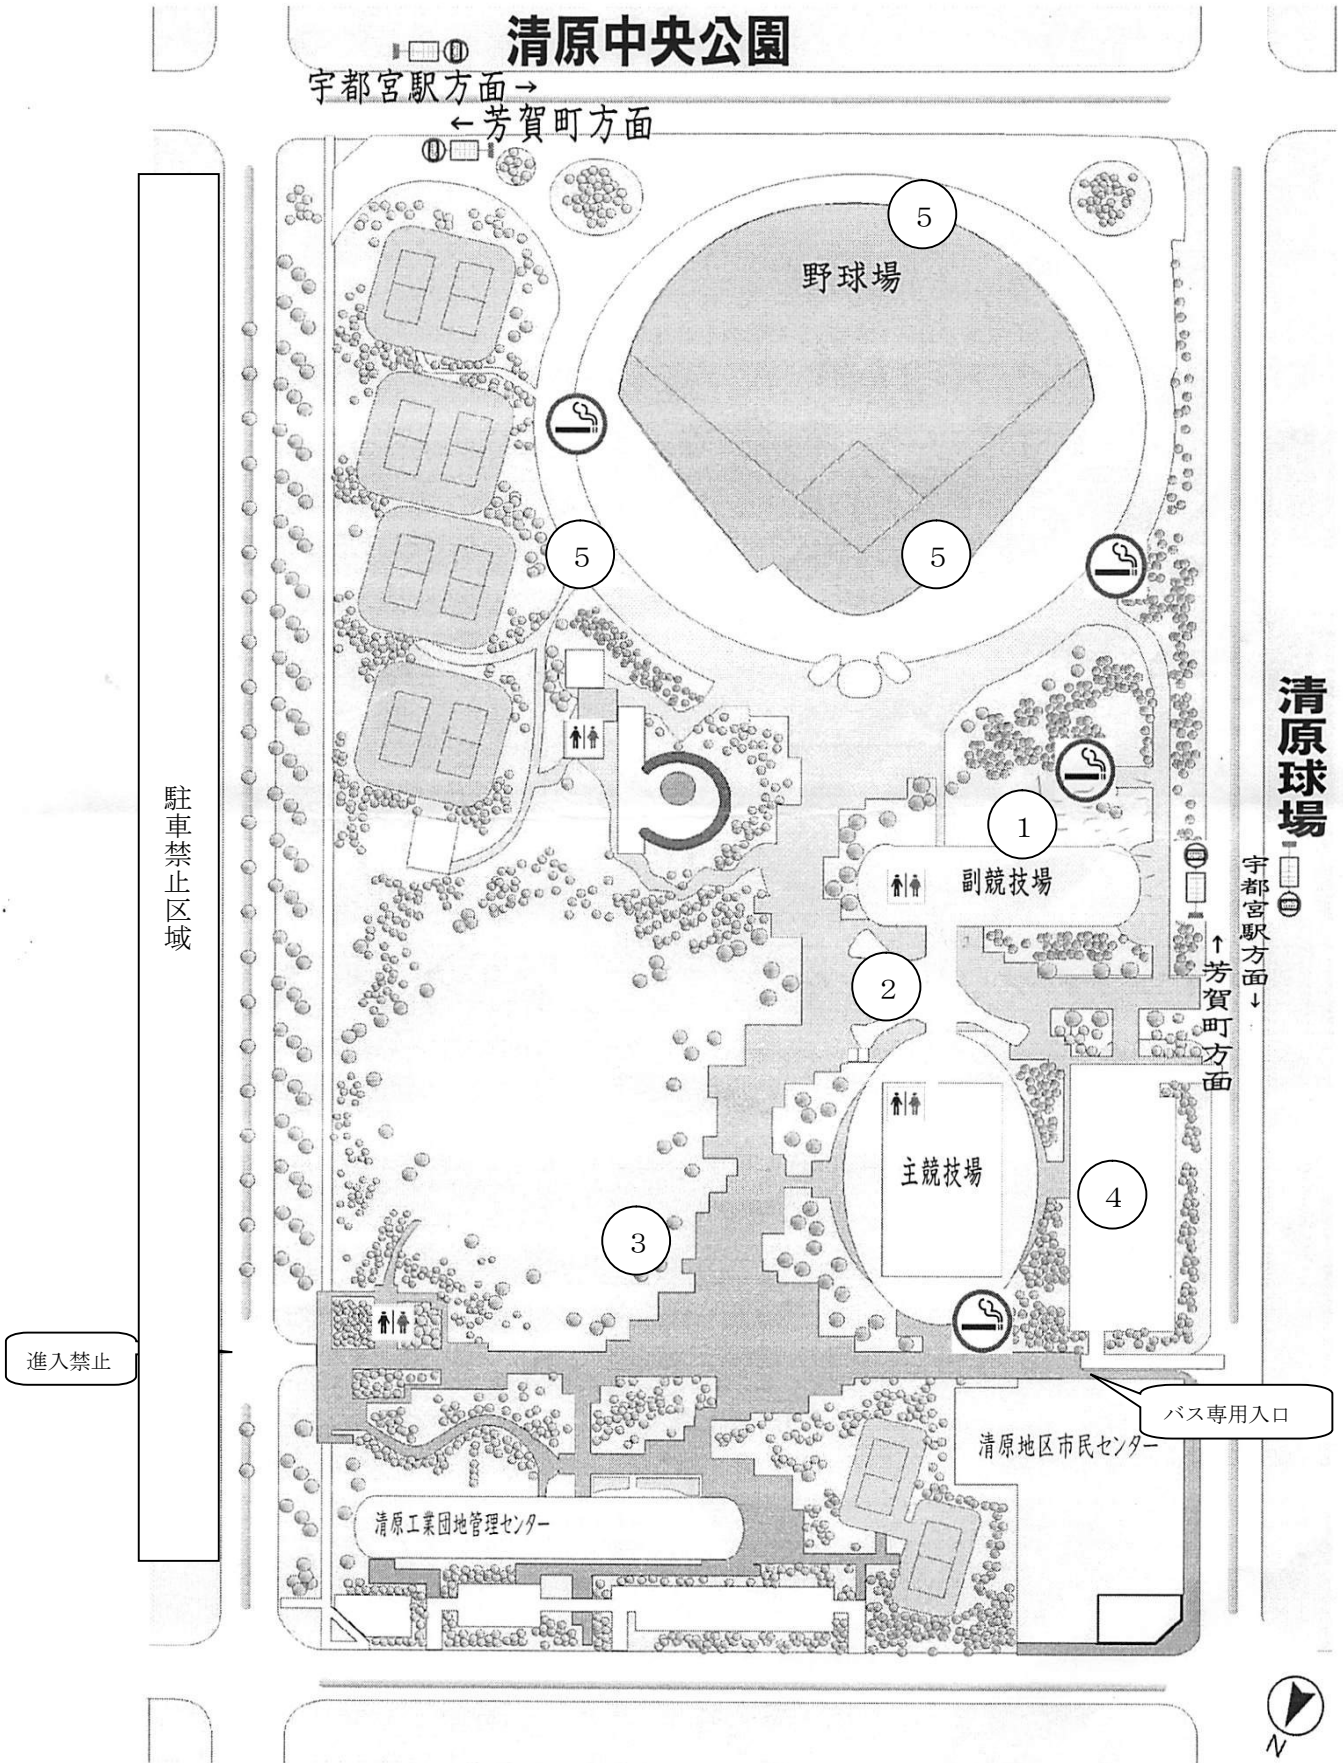 清原中央公園
宇都宮駅方面→
←芳賀町方面
5
野球場
5
5
清原球場
駐車禁止区域
1
副競技場
宇都宮駅方面→
←芳賀町方面
2
主競技場
4
3
進入禁止
バス専用入口
清原地区市民センター
清原工業団地管理センター
N